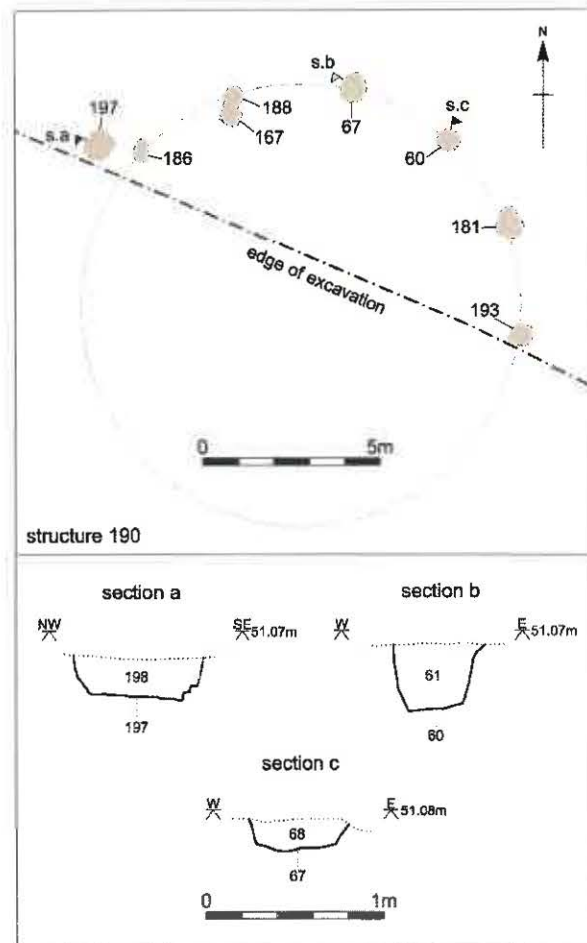 N
s.b
s.c
197
188
s.a
67
167
60
186
181
edge of excavation
193
0 5m
structure 190
section a
section b
NW SE 51.07m
W E 51.07m
198
61
197
60
section c
W E 51.08m
68
67
0 1m